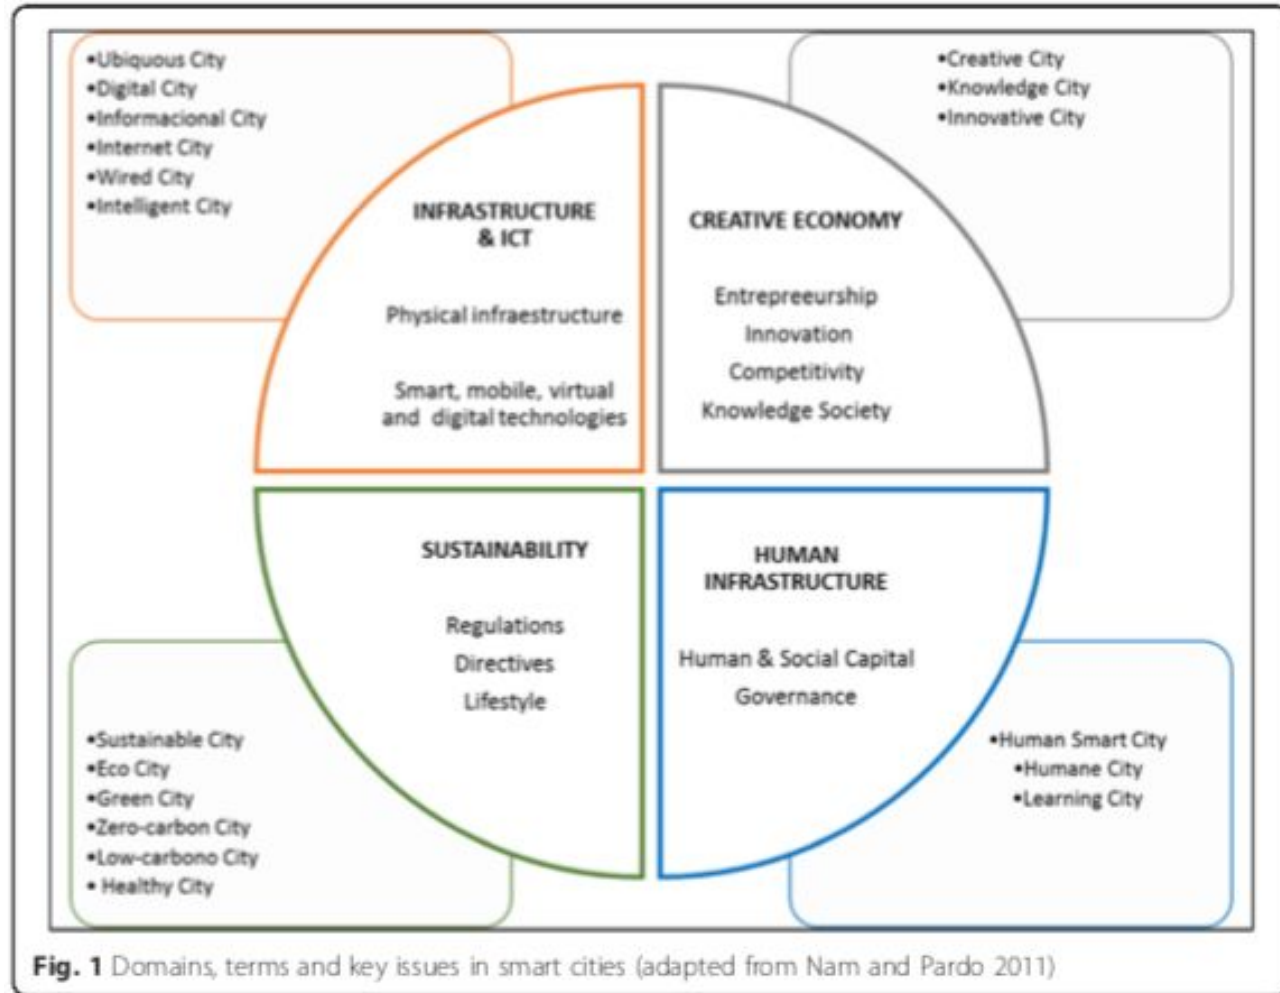 •Ubiquous City
•Digital City
•Informacional City
•Internet City
•Wired City
•Intelligent City
•Creative City
•Knowledge City
•Innovative City
INFRASTRUCTURE
& ICT
Physical infraestructure
Smart, mobile, virtual
and digital technologies
CREATIVE ECONOMY
Entrepreeurship
Innovation
Competitivity
Knowledge Society
SUSTAINABILITY
Regulations
Directives
Lifestyle
HUMAN
INFRASTRUCTURE
Human & Social Capital
Governance
•Sustainable City
•Eco City
•Green City
•Zero-carbon City
•Low-carbono City
• Healthy City
•Human Smart City
•Humane City
•Learning City
Fig. 1 Domains, terms and key issues in smart cities (adapted from Nam and Pardo 2011)